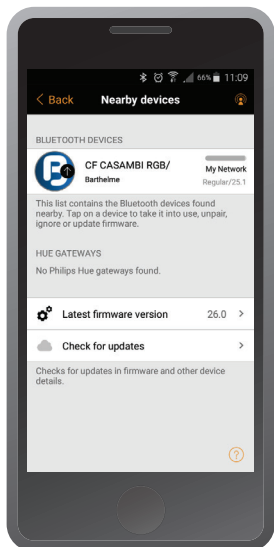 66% 11:09
Back Nearby devices
BLUETOOTH DEVICES
CF CASAMBI RGB/ My Network
Barthelme Regular/25.1
This list contains the Bluetooth devices found
nearby. Tap on a device to take it into use, unpair,
ignore or update firmware.
HUE GATEWAYS
No Philips Hue gateways found.
Latest firmware version 26.0 >
Check for updates >
Checks for updates in firmware and other device
details.
?